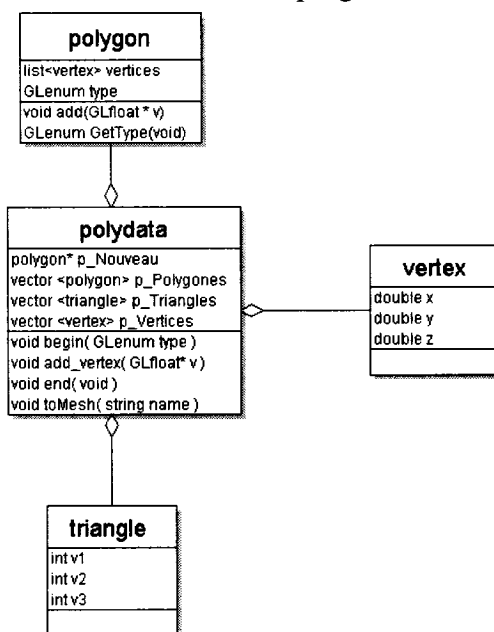 polygon
list<vertex> vertices
GLenum type
void add(GLfloat * v)
GLenum GetType(void)
polydata
polygon* p_Nouveau
vector <polygon> p_Polygones
vector <triangle> p_Triangles
vector <vertex> p_Vertices
void begin( GLenum type )
void add_vertex( GLfloat* v )
void end( void )
void toMesh( string name )
vertex
double x
double y
double z
triangle
int v1
int v2
int v3